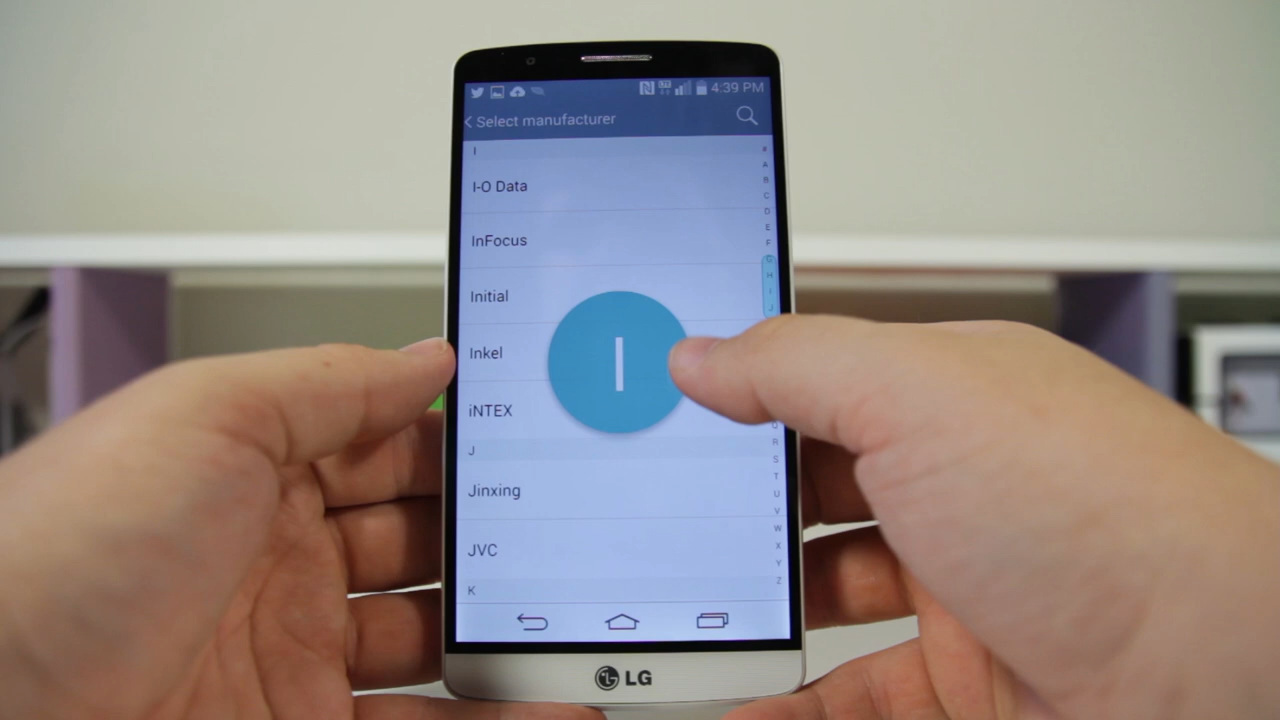 4:39 PM
< Select manufacturer
I
I-O Data
InFocus
Initial
Inkel
iNTEX
J
Jinxing
JVC
K
I
#
A
B
C
D
E
F
G
H
I
J
Q
R
S
T
U
V
W
X
Y
Z
LG